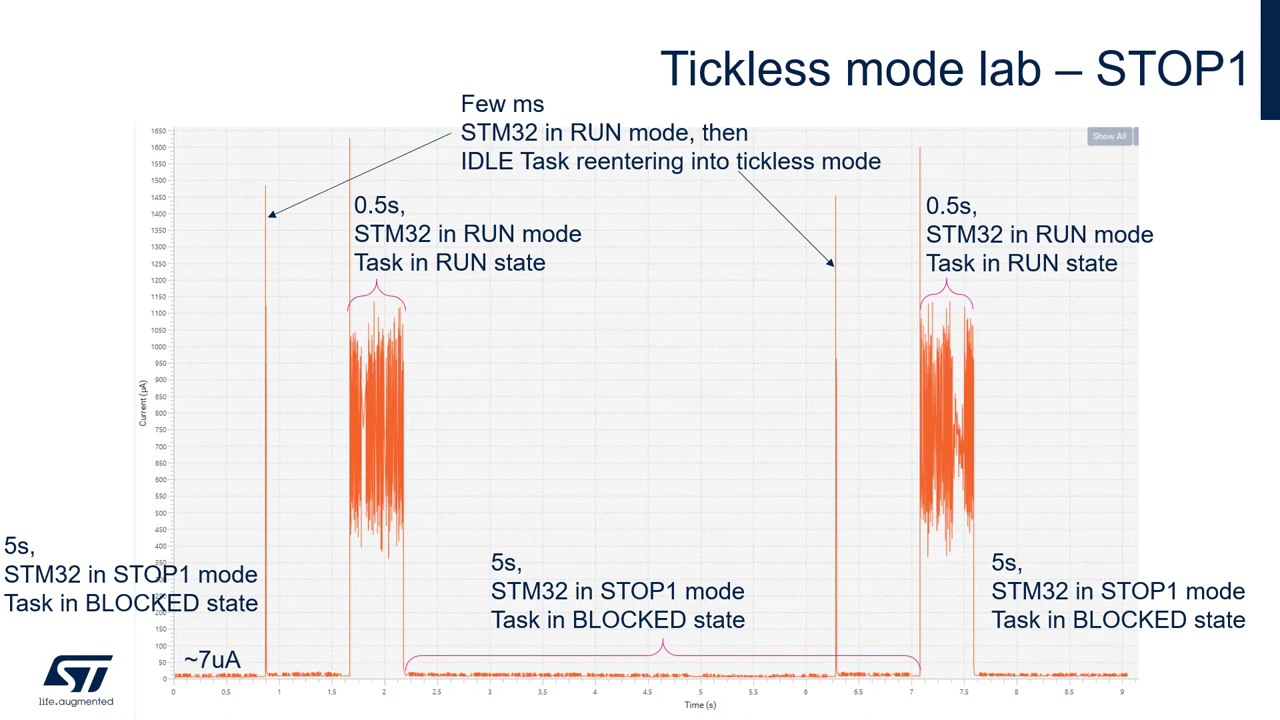 Tickless mode lab – STOP1
Few ms
STM32 in RUN mode, then
IDLE Task reentering into tickless mode
Show All
0.5s,
STM32 in RUN mode
Task in RUN state
0.5s,
STM32 in RUN mode
Task in RUN state
1650
1600
1550
1500
1450
1400
1350
1300
1250
1200
1150
1100
1050
1000
950
900
850
800
750
700
650
600
550
500
450
400
350
300
250
200
150
100
50
0
Current (µA)
5s,
STM32 in STOP1 mode
Task in BLOCKED state
5s,
STM32 in STOP1 mode
Task in BLOCKED state
5s,
STM32 in STOP1 mode
Task in BLOCKED state
~7uA
0 0.5 1 1.5 2 2.5 3 3.5 4 4.5 5 5.5 6 6.5 7 7.5 8 8.5 9
Time (s)
ST
life.augmented